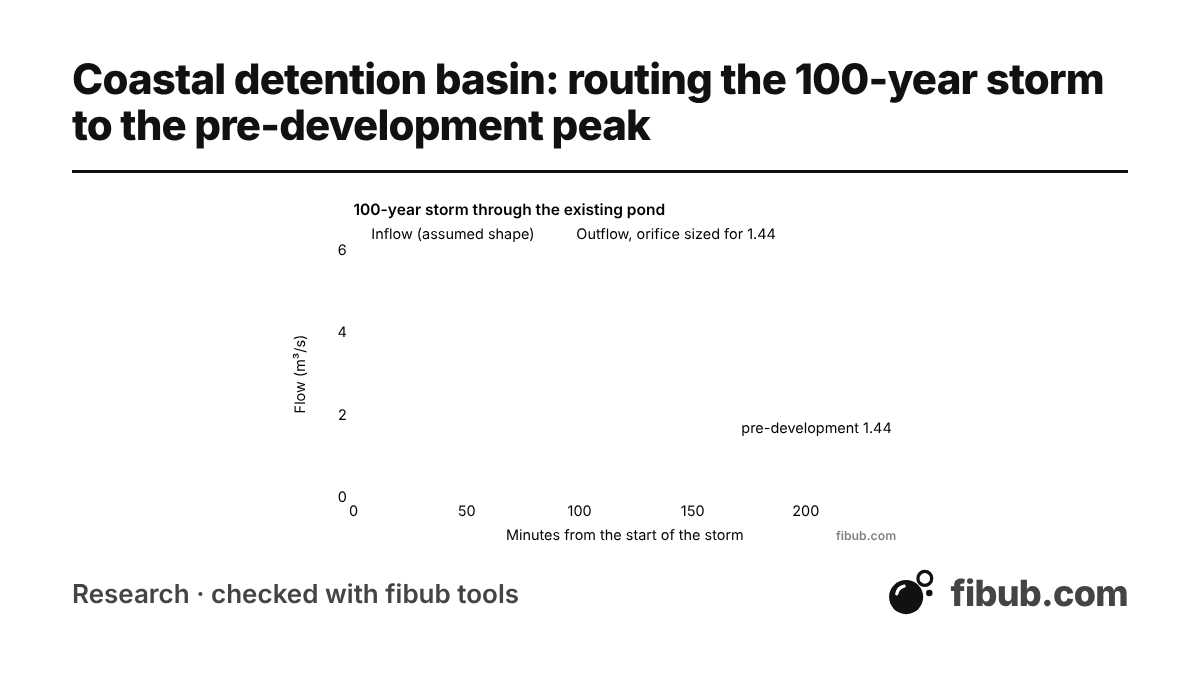 Coastal detention basin: routing the 100-year storm
to the pre-development peak
100-year storm through the existing pond
Inflow (assumed shape) Outflow, orifice sized for 1.44
6
4
Flow (m³/s)
2
pre-development 1.44
0
0 50 100 150 200
Minutes from the start of the storm
fibub.com
Research · checked with fibub tools
fibub.com